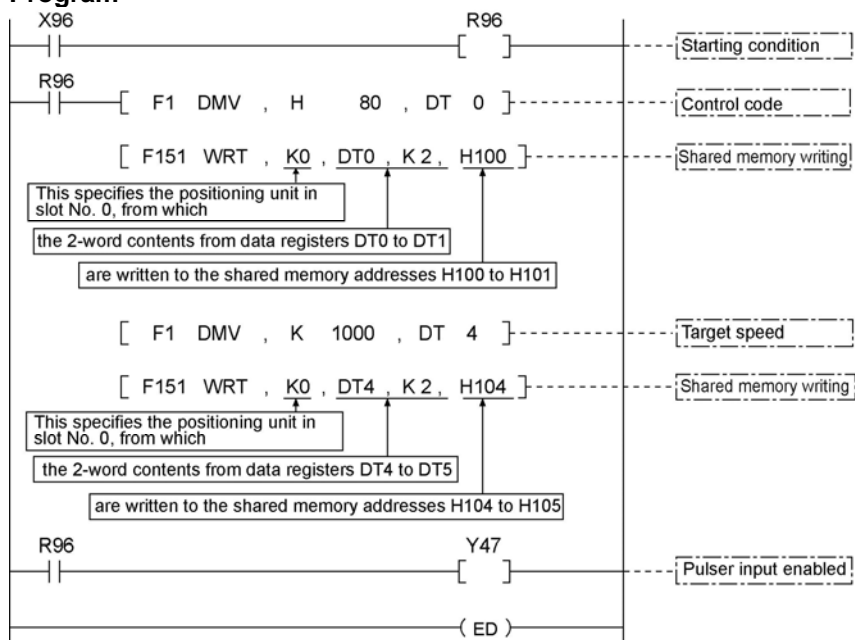 Program
X96 R96
Starting condition
R96
[ F1 DMV , H 80 , DT 0 ]
Control code
[ F151 WRT , K0 , DT0 , K 2 , H100 ]
Shared memory writing
This specifies the positioning unit in
slot No. 0, from which
the 2-word contents from data registers DT0 to DT1
are written to the shared memory addresses H100 to H101
[ F1 DMV , K 1000 , DT 4 ]
Target speed
[ F151 WRT , K0 , DT4 , K 2 , H104 ]
Shared memory writing
This specifies the positioning unit in
slot No. 0, from which
the 2-word contents from data registers DT4 to DT5
are written to the shared memory addresses H104 to H105
R96 Y47
Pulser input enabled
( ED )